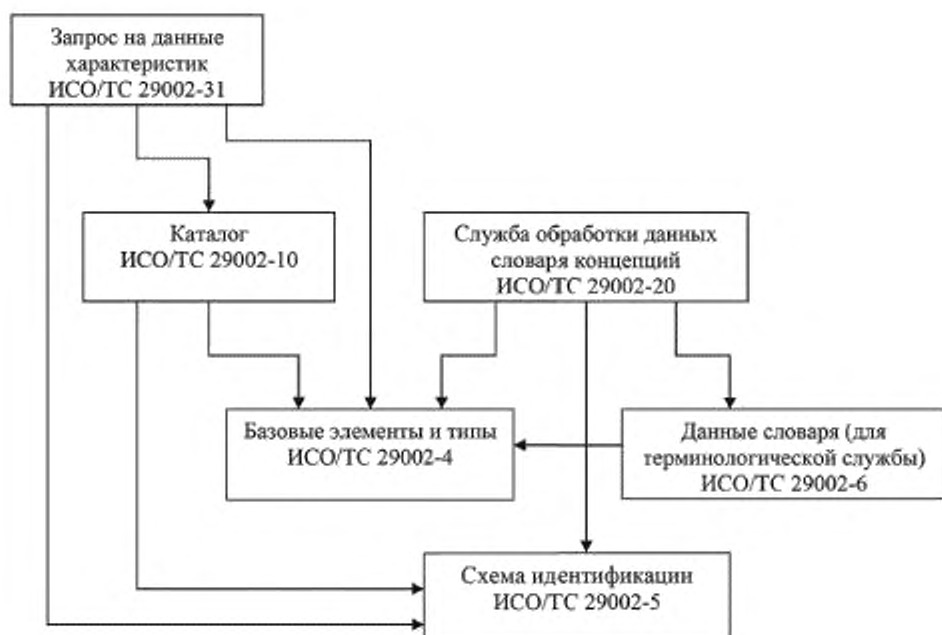 Запрос на данные
характеристик
ИСО/ТС 29002-31
Каталог
ИСО/ТС 29002-10
Служба обработки данных
словаря концепций
ИСО/ТС 29002-20
Базовые элементы и типы
ИСО/ТС 29002-4
Данные словаря (для
терминологической службы)
ИСО/ТС 29002-6
Схема идентификации
ИСО/ТС 29002-5